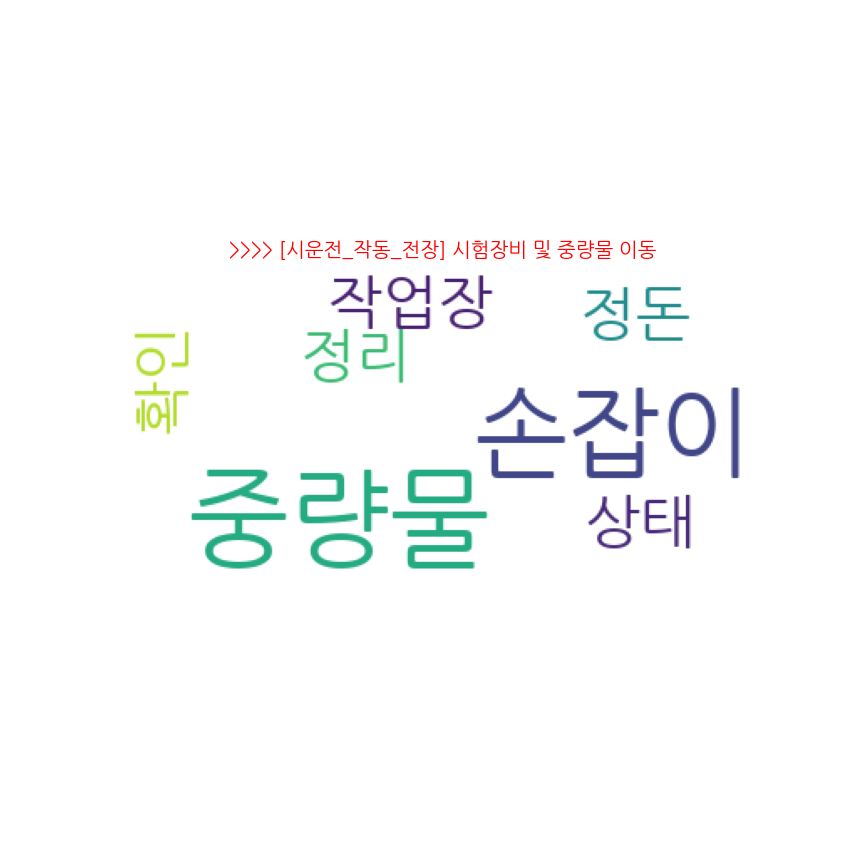 >>>> [시운전_작동_전장] 시험장비 및 중량물 이동
작업장
정돈
정리
확인
손잡이
중량물
상태